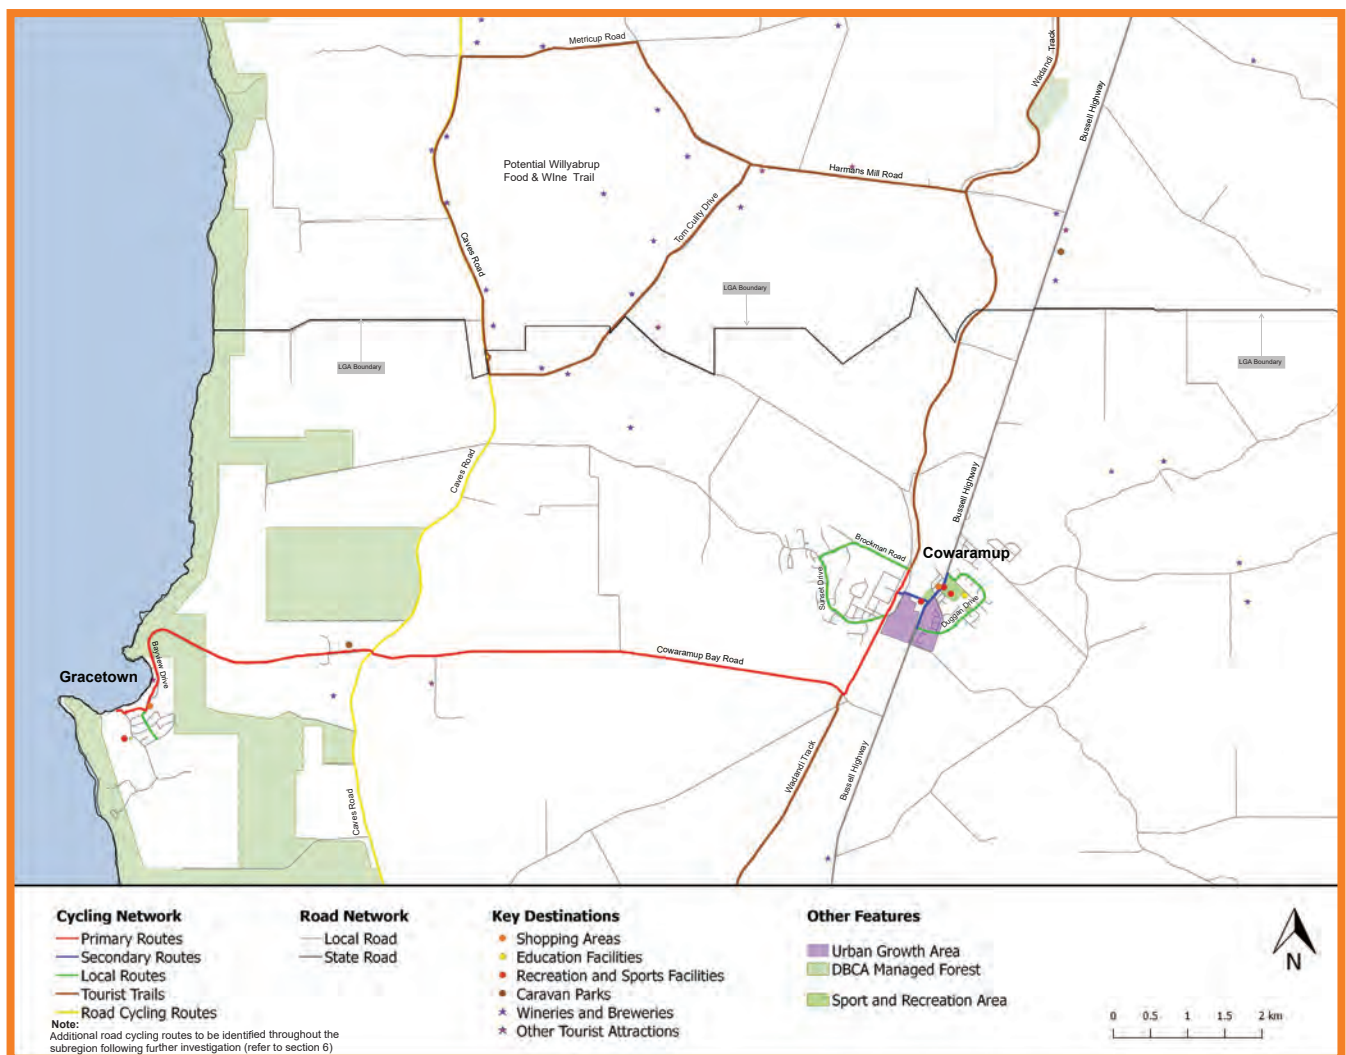 Metricup Road
Wadandi Track
Bussell Highway
Potential Willyabrup
Food & WIne Trail
Harmans Mill Road
Tom Cullity Drive
Caves Road
LGA Boundary
LGA Boundary
LGA Boundary
Caves Road
Bussell Highway
Brockman Road
Cowaramup
Sunset Drive
Duggan Drive
Bayview Drive
Cowaramup Bay Road
Gracetown
Wadandi Track
Bussell Highway
Caves Road
Cycling Network
Primary Routes
Secondary Routes
Local Routes
Tourist Trails
Road Cycling Routes
Note:
Additional road cycling routes to be identified throughout the
subregion following further investigation (refer to section 6)
Road Network
Local Road
State Road
Key Destinations
Shopping Areas
Education Facilities
Recreation and Sports Facilities
Caravan Parks
Wineries and Breweries
Other Tourist Attractions
Other Features
Urban Growth Area
DBCA Managed Forest
Sport and Recreation Area
N
0 0.5 1 1.5 2 km